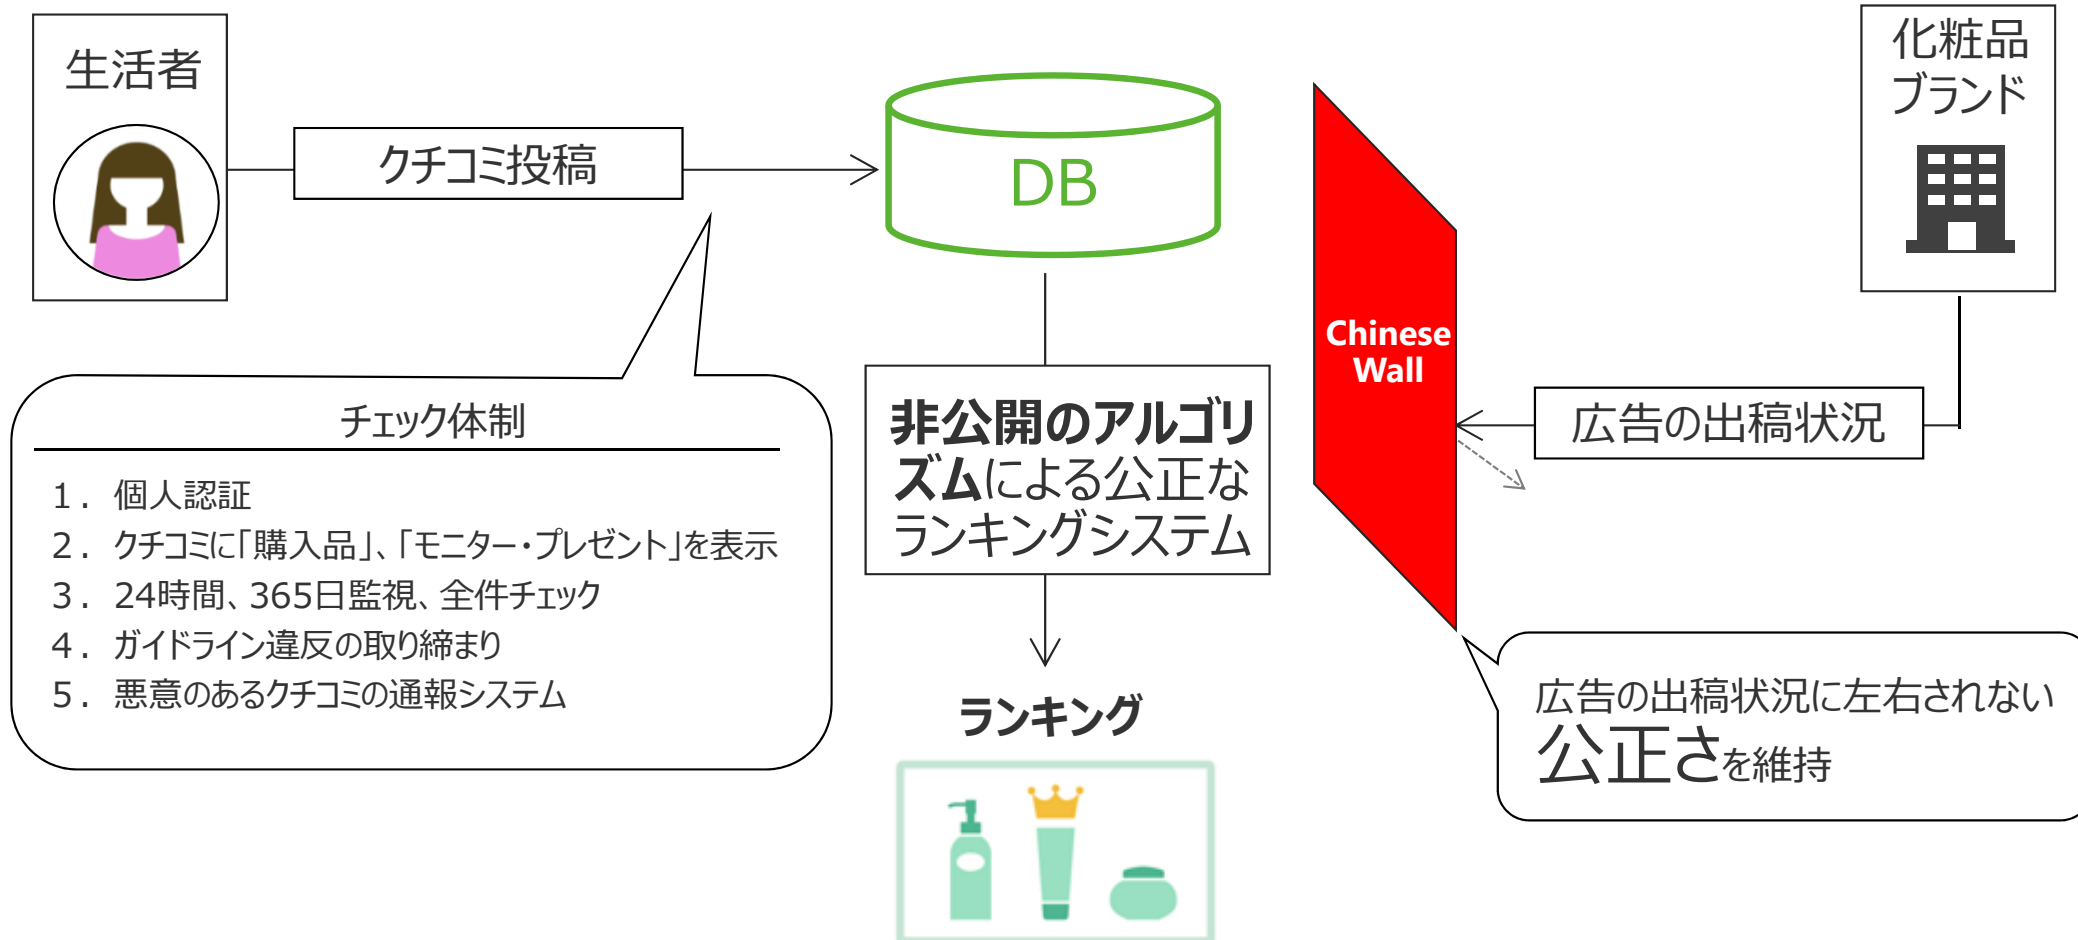 生活者
クチコミ投稿
DB
化粧品
ブランド
Chinese
Wall
広告の出稿状況
チェック体制
１．個人認証
２．クチコミに「購入品」、「モニター・プレゼント」を表示
３．24時間、365日監視、全件チェック
４．ガイドライン違反の取り締まり
５．悪意のあるクチコミの通報システム
非公開のアルゴリ
ズムによる公正な
ランキングシステム
ランキング
広告の出稿状況に左右されない
公正さを維持